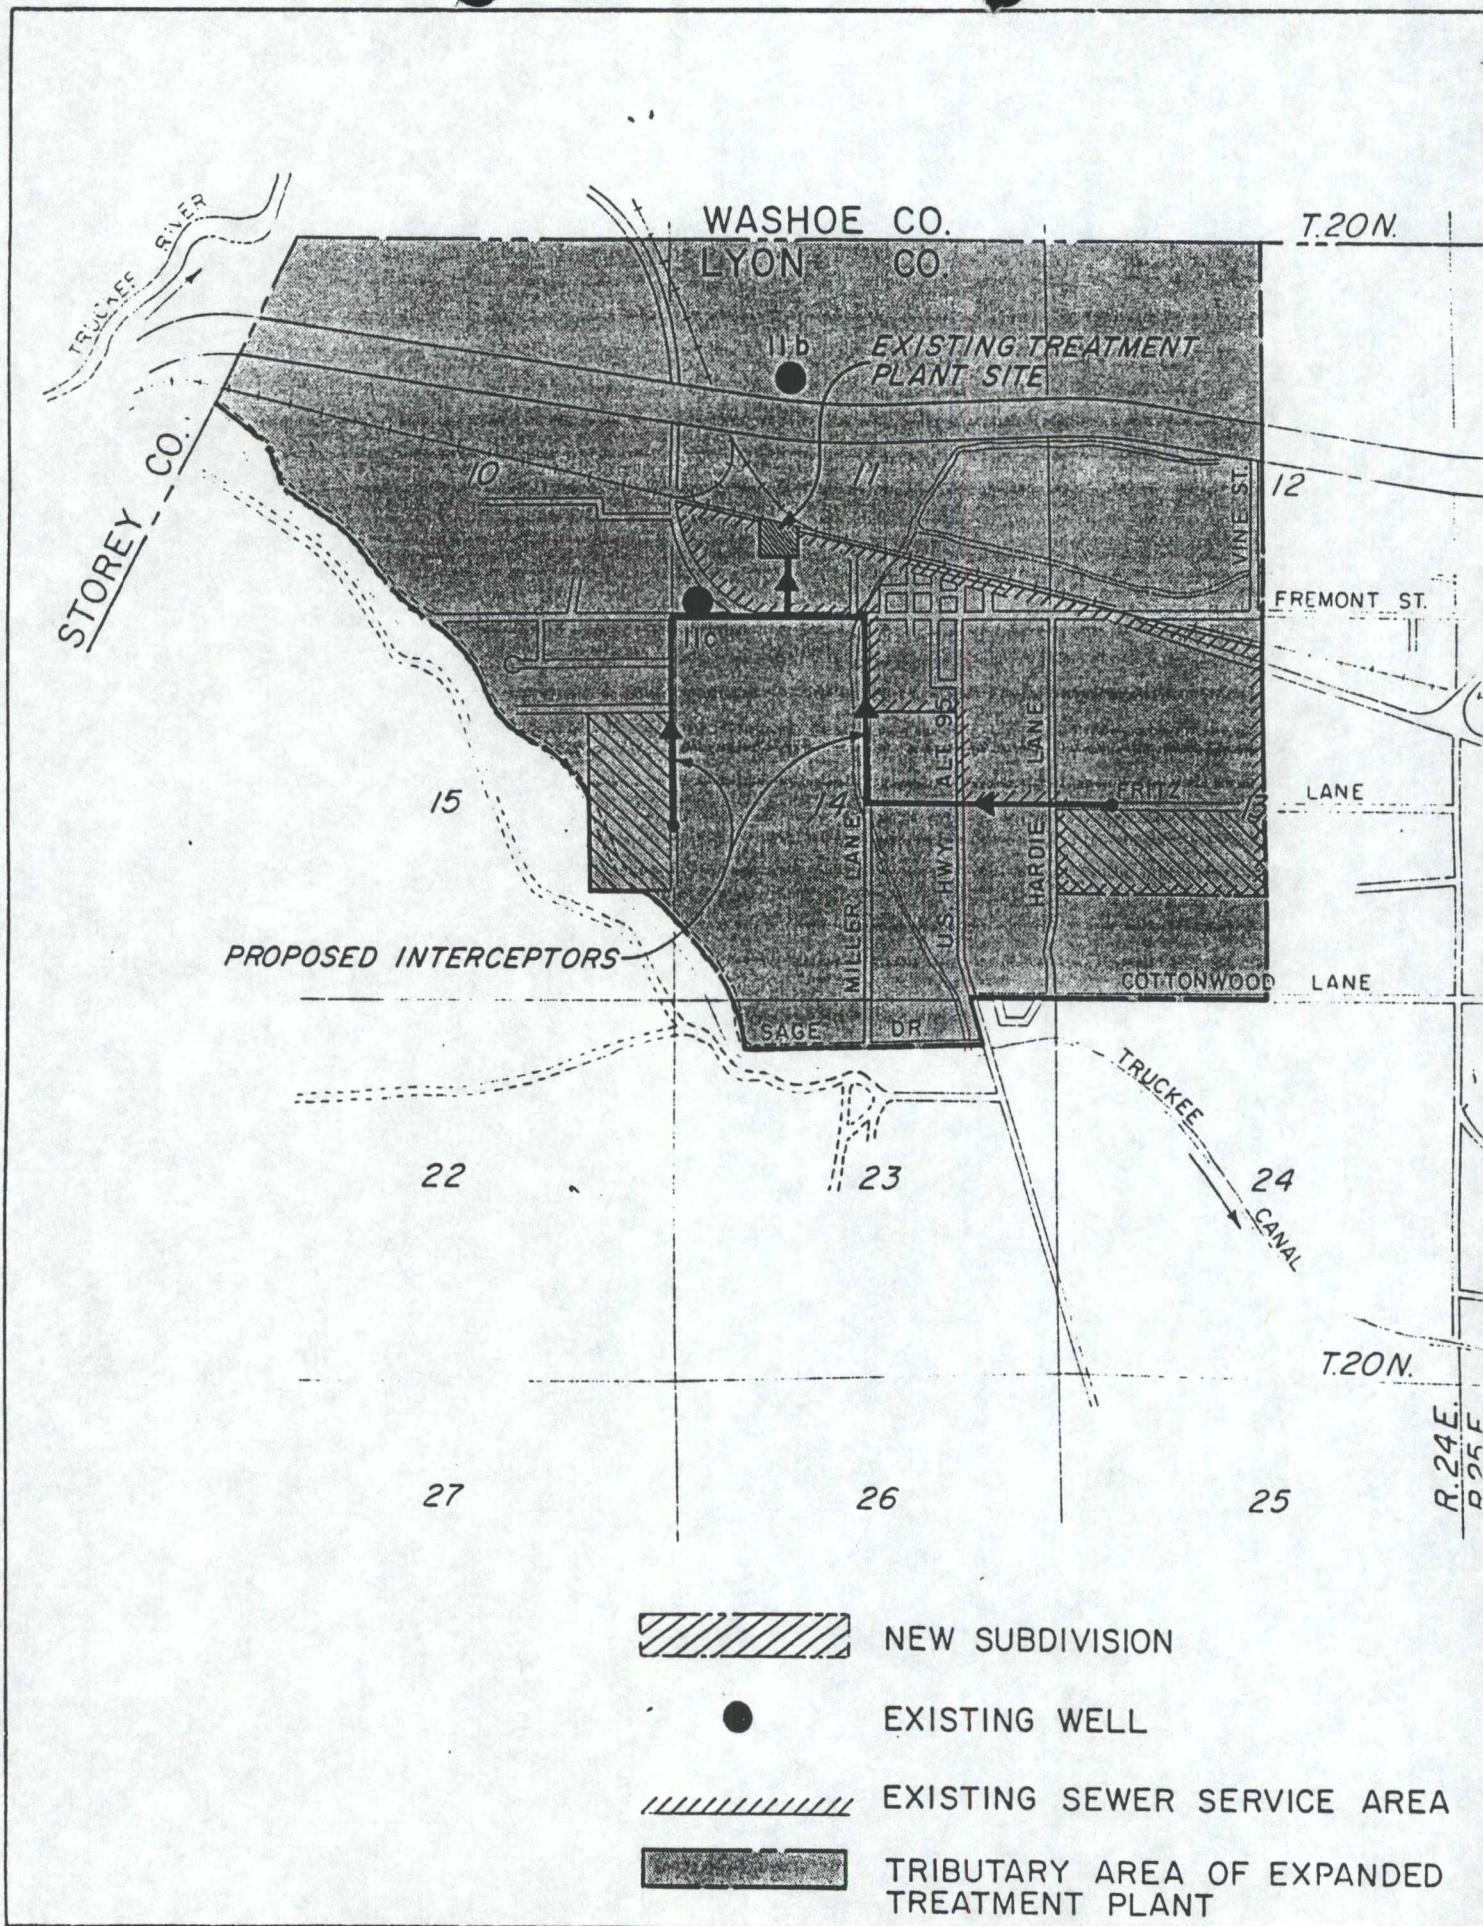 WASHOE CO.
LYON CO.
T.20N.
TRUCKEE RIVER
STOREY CO.
11b
EXISTING TREATMENT
PLANT SITE
10
11
12
VINE ST.
FREMONT ST.
11c
15
14
13
FRITZ LANE
MILLER LANE
U.S. HWY. ALT. 95
HARDIE LANE
PROPOSED INTERCEPTORS
COTTONWOOD LANE
SAGE DR.
TRUCKEE CANAL
22
23
24
T.20N.
R.24E.
R.25E.
27
26
25
NEW SUBDIVISION
EXISTING WELL
EXISTING SEWER SERVICE AREA
TRIBUTARY AREA OF EXPANDED
TREATMENT PLANT